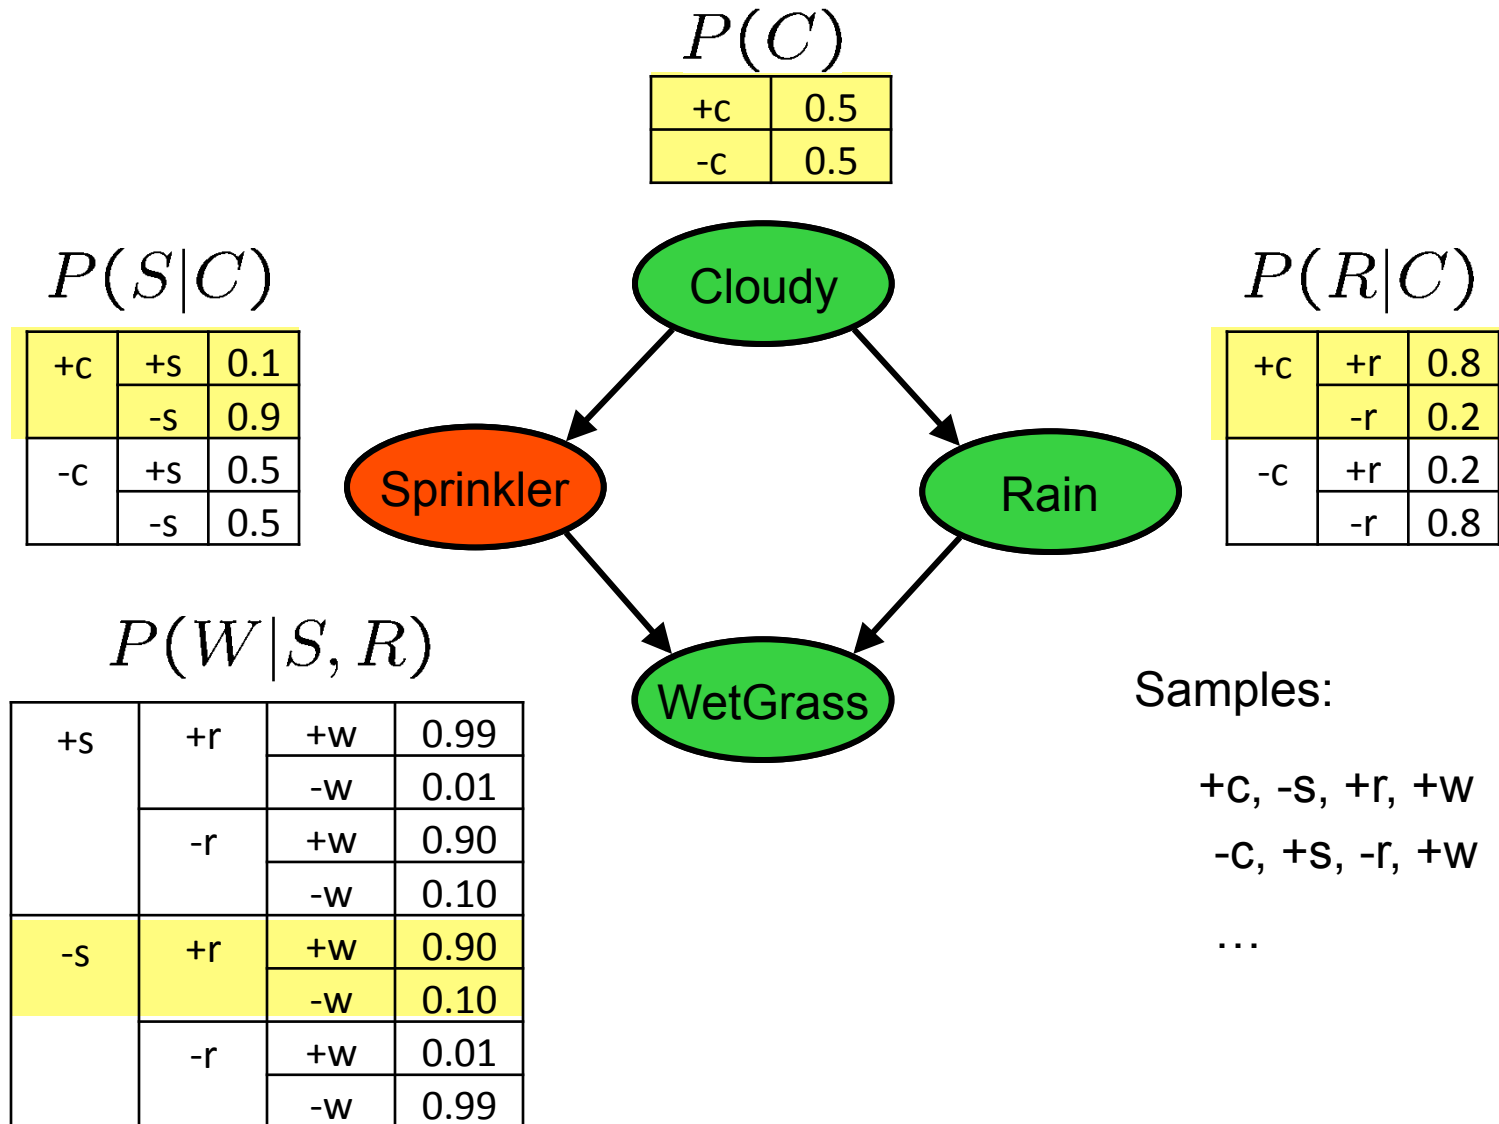 P(C)
+c 0.5
-c 0.5
P(S|C)
+c +s 0.1
-s 0.9
-c +s 0.5
-s 0.5
Cloudy
P(R|C)
+c +r 0.8
-r 0.2
-c +r 0.2
-r 0.8
Sprinkler
Rain
P(W|S, R)
+s +r +w 0.99
-w 0.01
-r +w 0.90
-w 0.10
-s +r +w 0.90
-w 0.10
-r +w 0.01
-w 0.99
WetGrass
Samples:
+c, -s, +r, +w
-c, +s, -r, +w
…